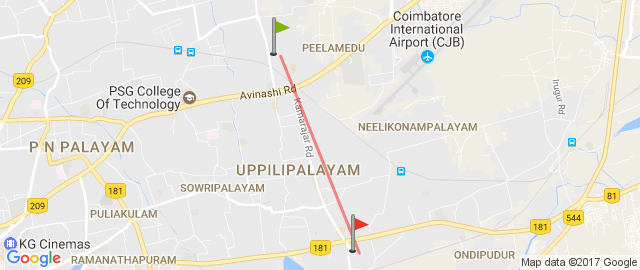 Coimbatore
International
Airport (CJB)
PEELAMEDU
209
PSG College
Of Technology
Avinashi Rd
Irugur Rd
Kamarajar Rd
NEELIKONAMPALAYAM
P N PALAYAM
UPPILIPALAYAM
181
SOWRIPALAYAM
81
209
PULIAKULAM
544
181
KG Cinemas
181
RAMANATHAPURAM
ONDIPUDUR
Google
Map data ©2017 Google